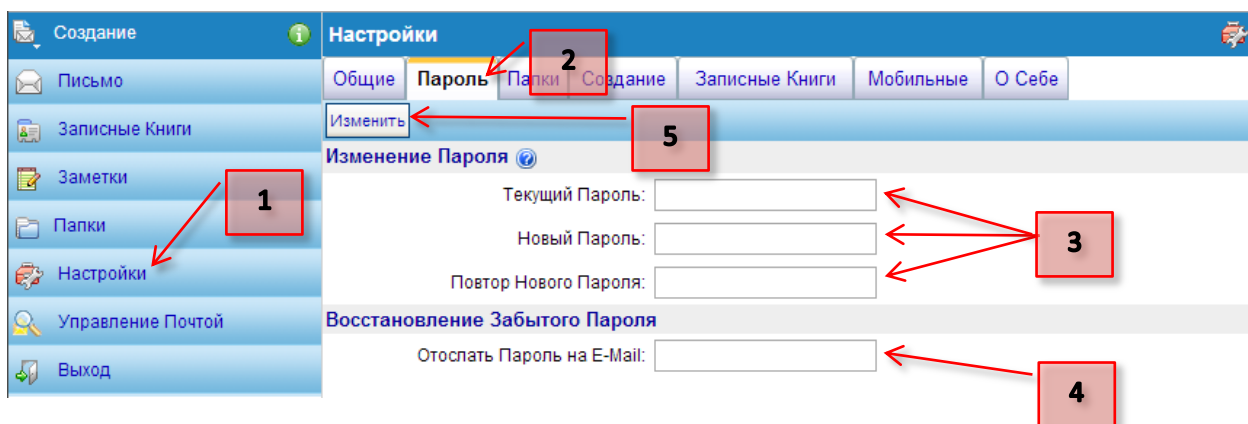 Создание
Настройки
2
Общие Пароль Папки Создание Записные Книги Мобильные О Себе
Письмо
Изменить
5
Записные Книги
Изменение Пароля
Заметки
1
Текущий Пароль:
Папки
Новый Пароль:
3
Настройки
Повтор Нового Пароля:
Управление Почтой
Восстановление Забытого Пароля
Отослать Пароль на E-Mail:
Выход
4